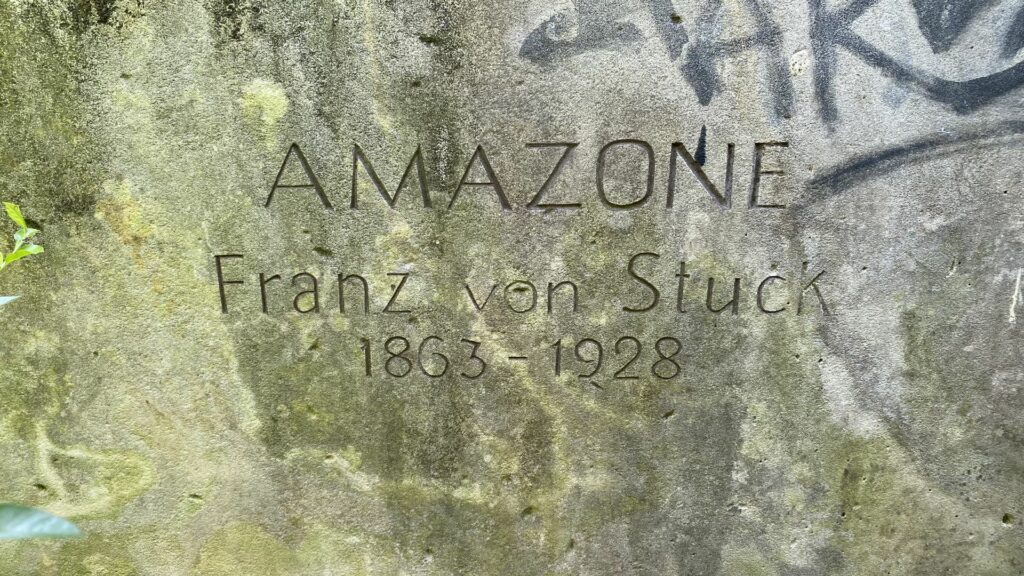 AMAZONE
Franz von Stuck
1863 - 1928